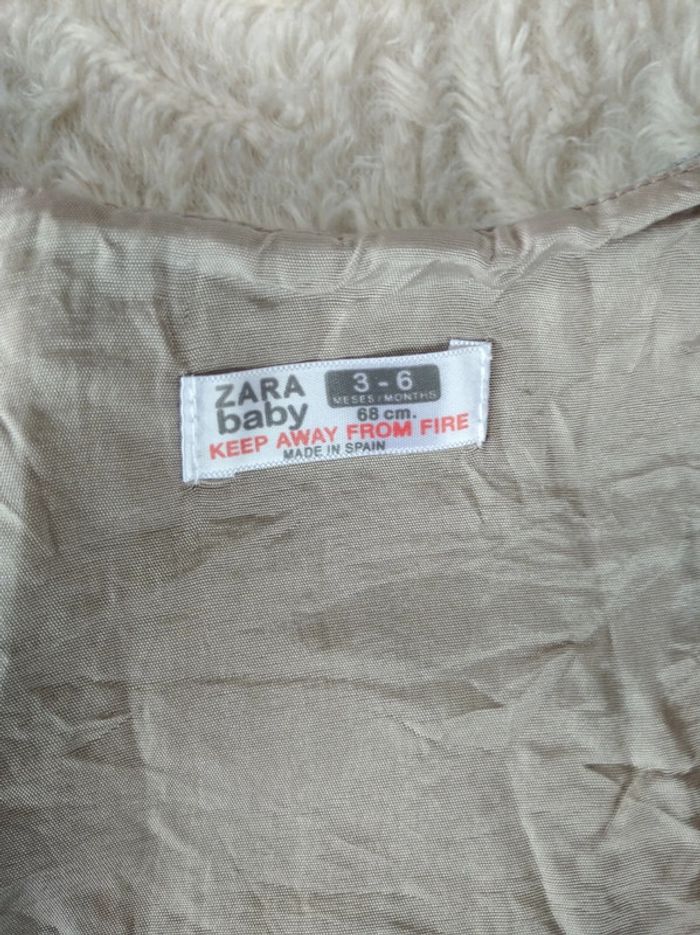 ZARA baby
3 - 6
MESES / MONTHS
68 cm.
KEEP AWAY FROM FIRE
MADE IN SPAIN